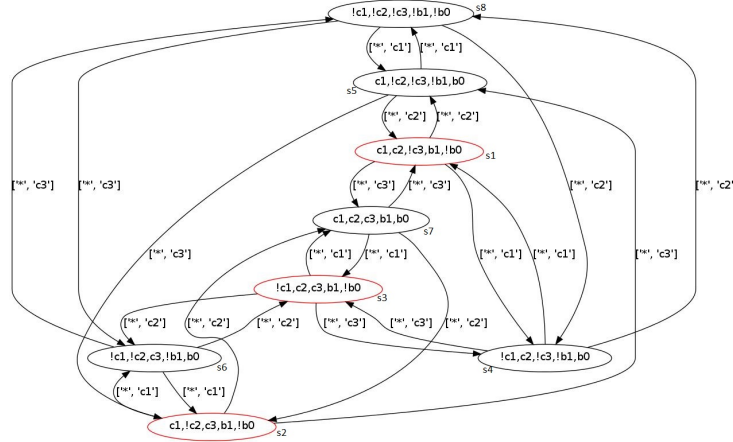 !c1,!c2,!c3,!b1,!b0
s8
['*', 'c1']
['*', 'c1']
c1,!c2,!c3,!b1,b0
s5
['*', 'c2']
['*', 'c2']
c1,c2,!c3,b1,!b0
s1
['*', 'c3']
['*', 'c3']
['*', 'c3']
['*', 'c3']
['*', 'c2']
['*', 'c2'
c1,c2,c3,b1,b0
s7
['*', 'c3']
['*', 'c1']
['*', 'c1']
['*', 'c1']
['*', 'c1']
['*', 'c3']
!c1,c2,c3,b1,!b0
s3
['*', 'c2']
['*', 'c2']
['*', 'c2']
['*', 'c3']
['*', 'c3']
['*', 'c2']
!c1,!c2,c3,!b1,b0
s6
!c1,c2,!c3,!b1,b0
s4
['*', 'c1']
['*', 'c1']
c1,!c2,c3,b1,!b0
s2